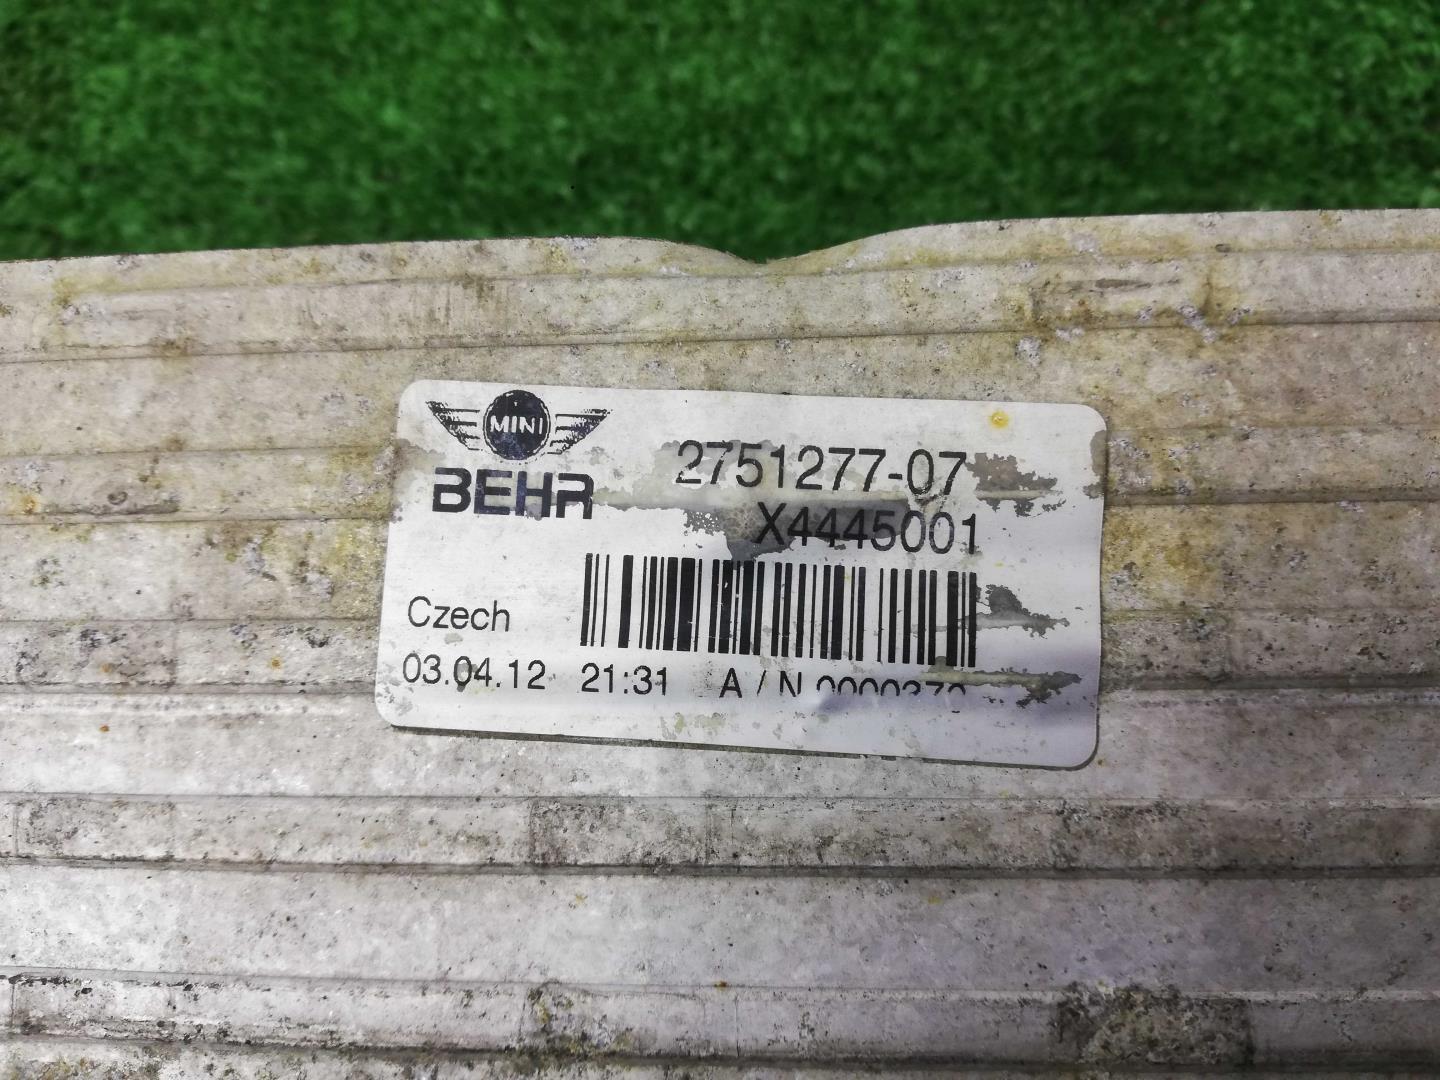 MINI
BEHR
2751277-07
X4445001
Czech
03.04.12 21:31 A / N